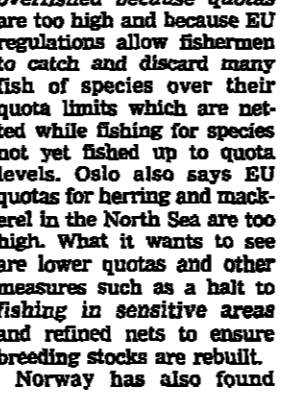 overfished because quotas
are too high and because EU
regulations allow fishermen
to catch and discard many
fish of species over their
quota limits which are net-
ted while fishing for species
not yet fished up to quota
levels. Oslo also says EU
quotas for herring and mack-
erel in the North Sea are too
high. What it wants to see
are lower quotas and other
measures such as a halt to
fishing in sensitive areas
and refined nets to ensure
breeding stocks are rebuilt.
Norway has also found